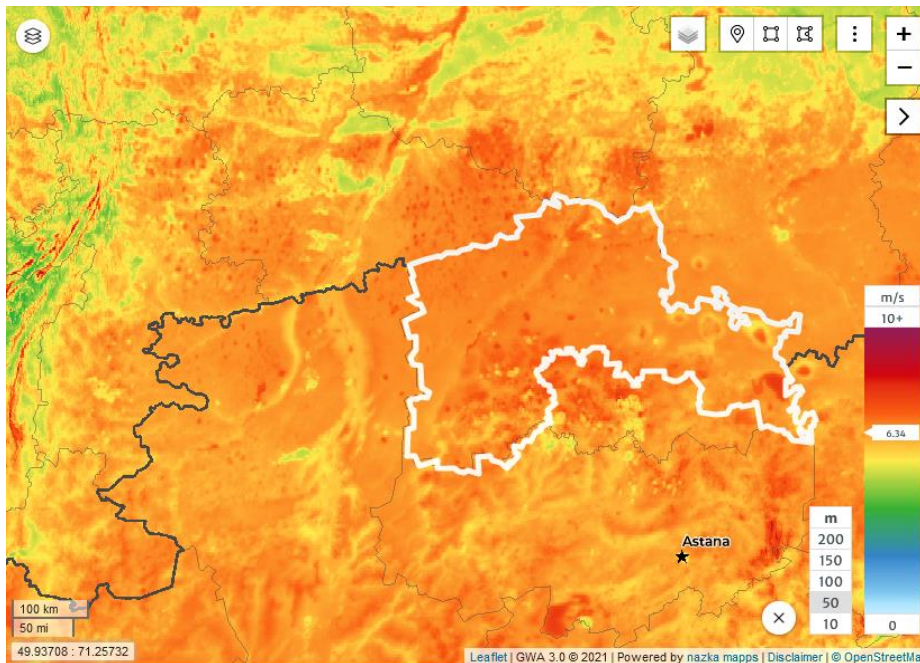 +
−
>
m/s
10+
6.34
m
200
150
100
50
10
0
Astana
100 km
50 mi
49.93708 : 71.25732
Leaflet | GWA 3.0 © 2021 | Powered by nazka mapps | Disclaimer | © OpenStreetMa